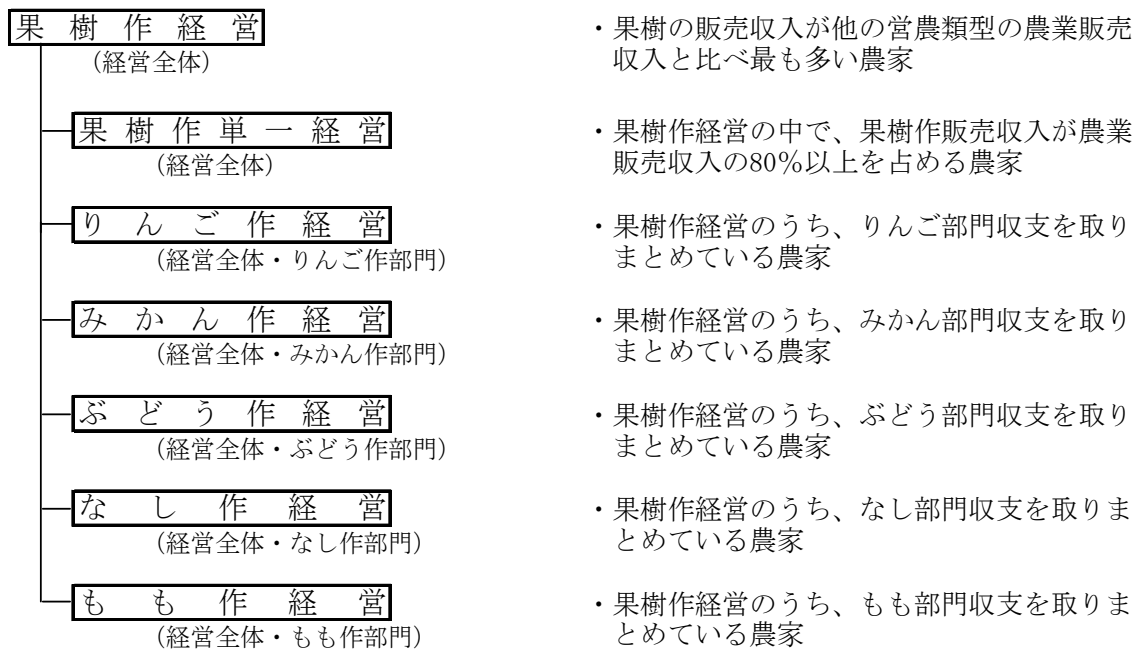 果樹作経営
(経営全体)
・果樹の販売収入が他の営農類型の農業販売
収入と比べ最も多い農家
果樹作単一経営
(経営全体)
・果樹作経営の中で、果樹作販売収入が農業
販売収入の80%以上を占める農家
りんご作経営
(経営全体・りんご作部門)
・果樹作経営のうち、りんご部門収支を取り
まとめている農家
みかん作経営
(経営全体・みかん作部門)
・果樹作経営のうち、みかん部門収支を取り
まとめている農家
ぶどう作経営
(経営全体・ぶどう作部門)
・果樹作経営のうち、ぶどう部門収支を取り
まとめている農家
なし作経営
(経営全体・なし作部門)
・果樹作経営のうち、なし部門収支を取りま
とめている農家
もも作経営
(経営全体・もも作部門)
・果樹作経営のうち、もも部門収支を取りま
とめている農家